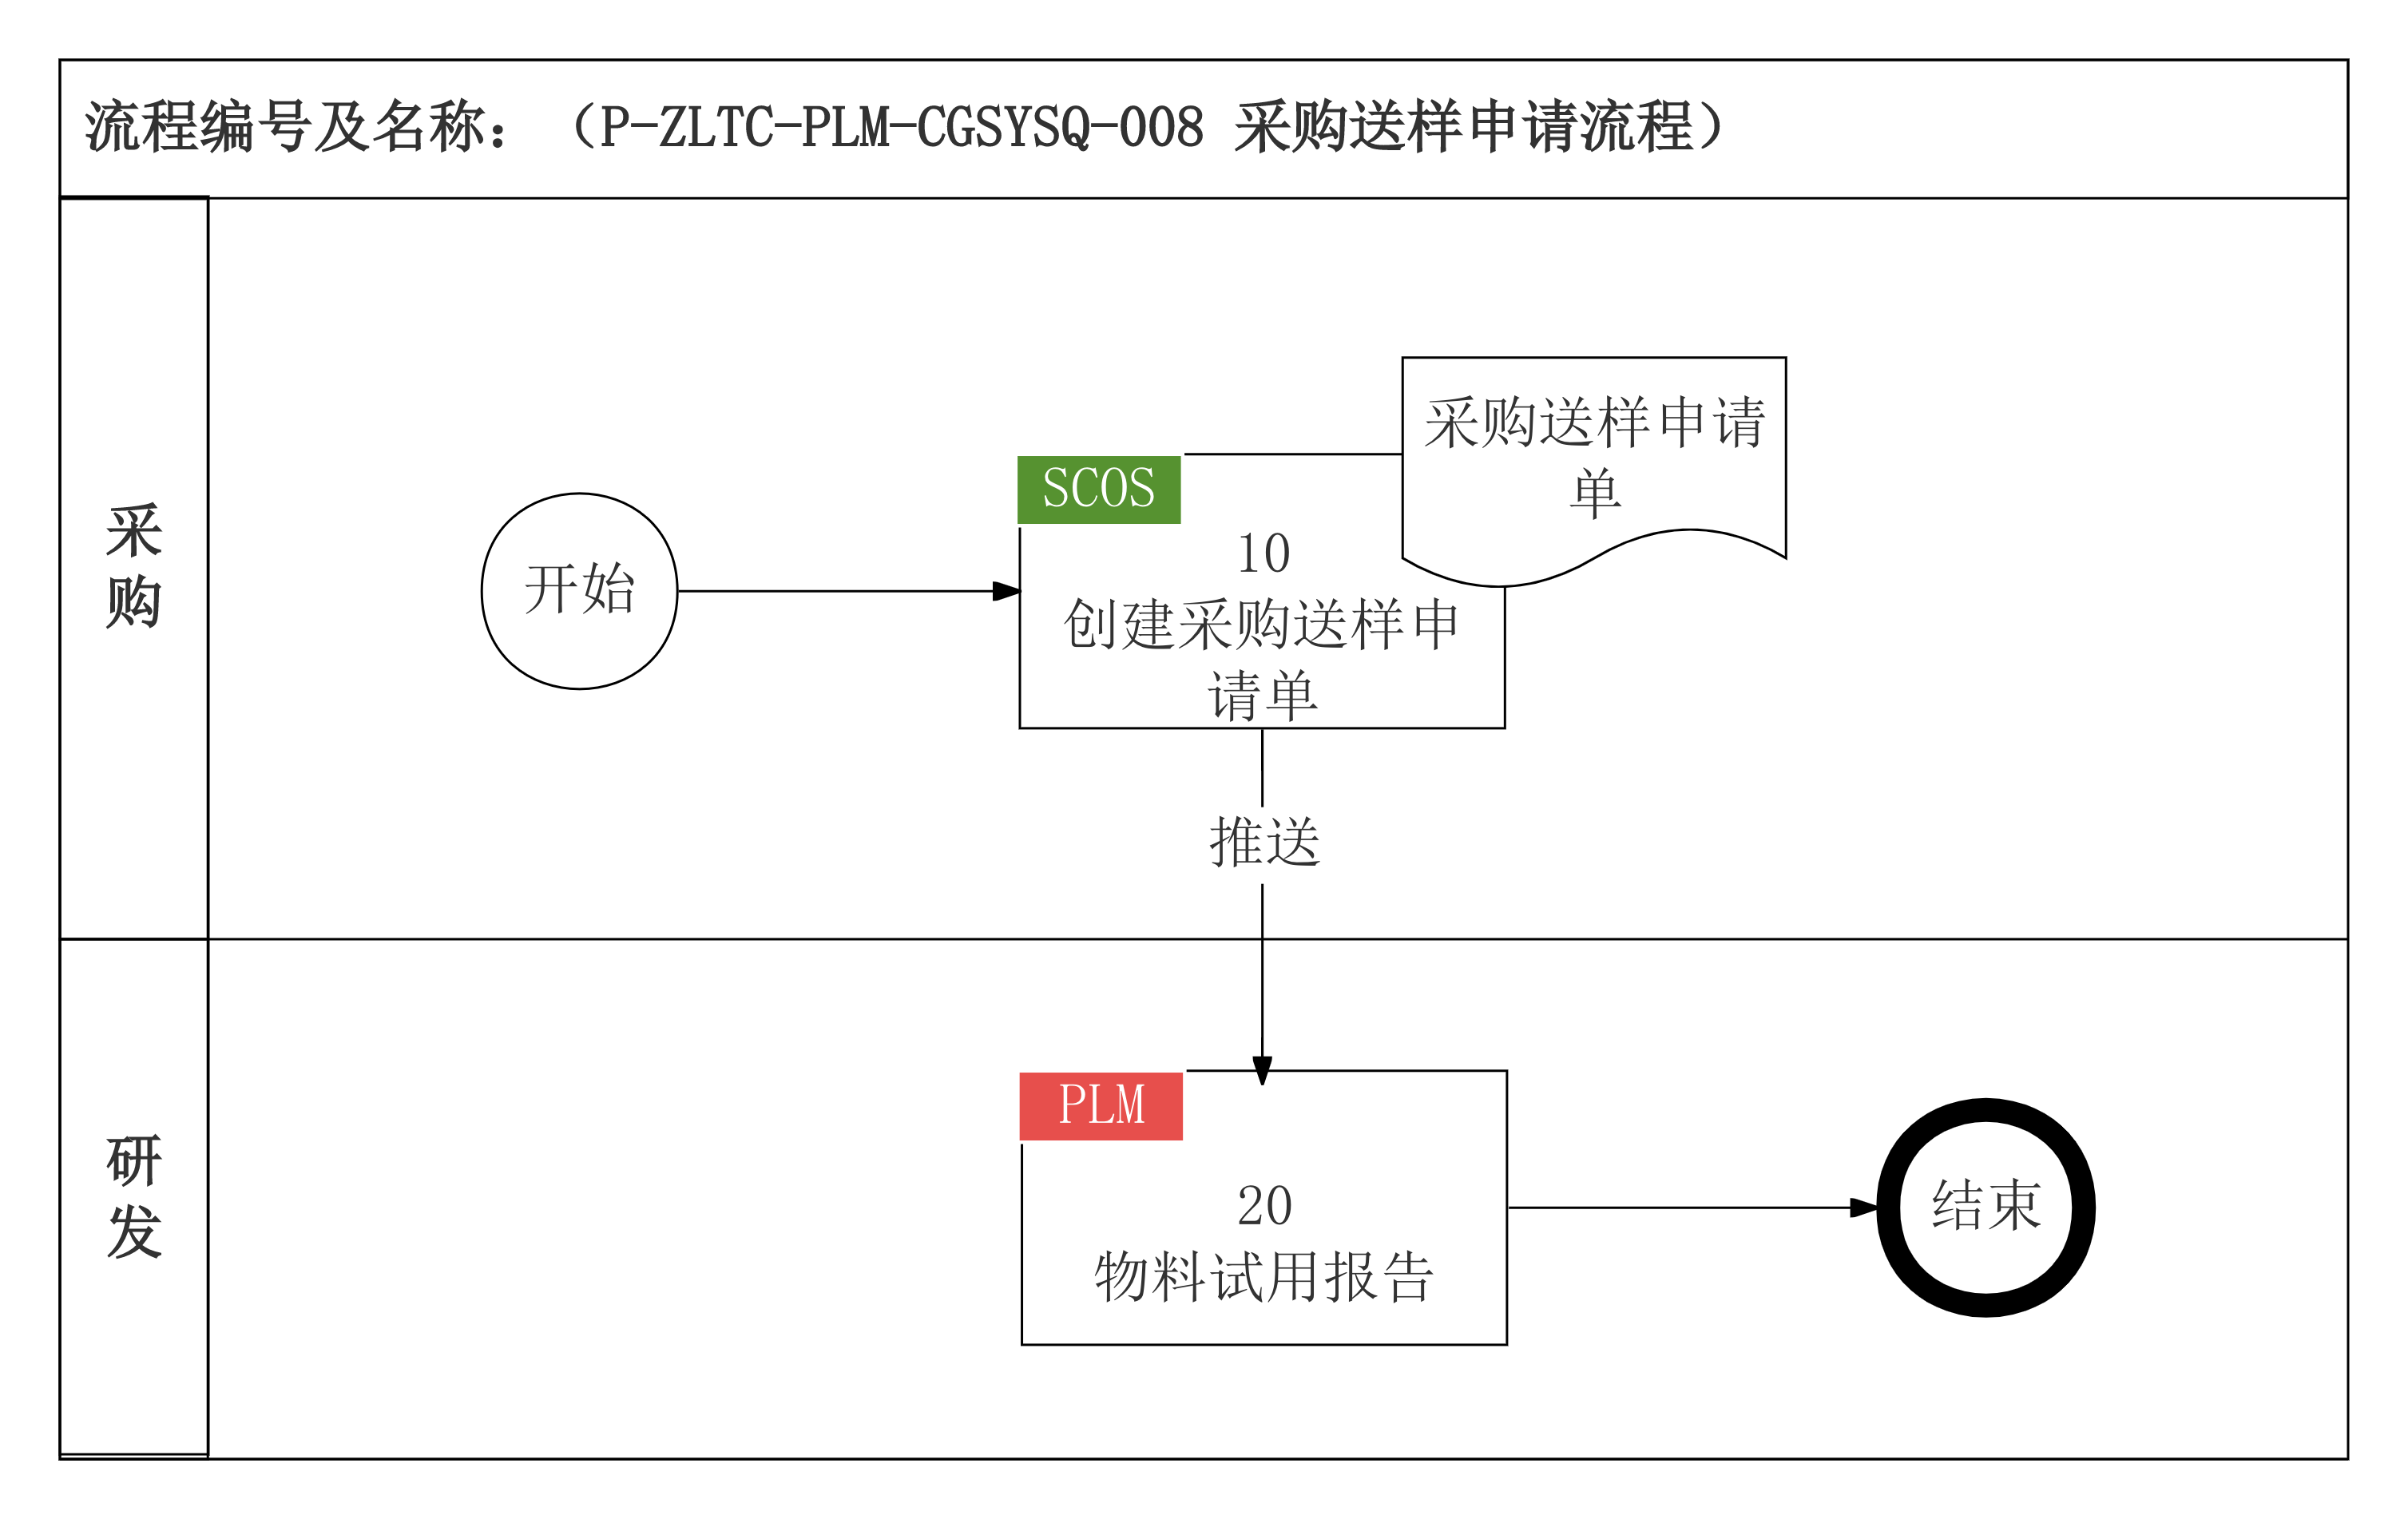 流程编号及名称：（P-ZLTC-PLM-CGSYSQ-008 采购送样申请流程）
采
购
开始
SCOS
采购送样申请
单
10
创建采购送样申
请单
推送
研
发
PLM
20
物料试用报告
结束